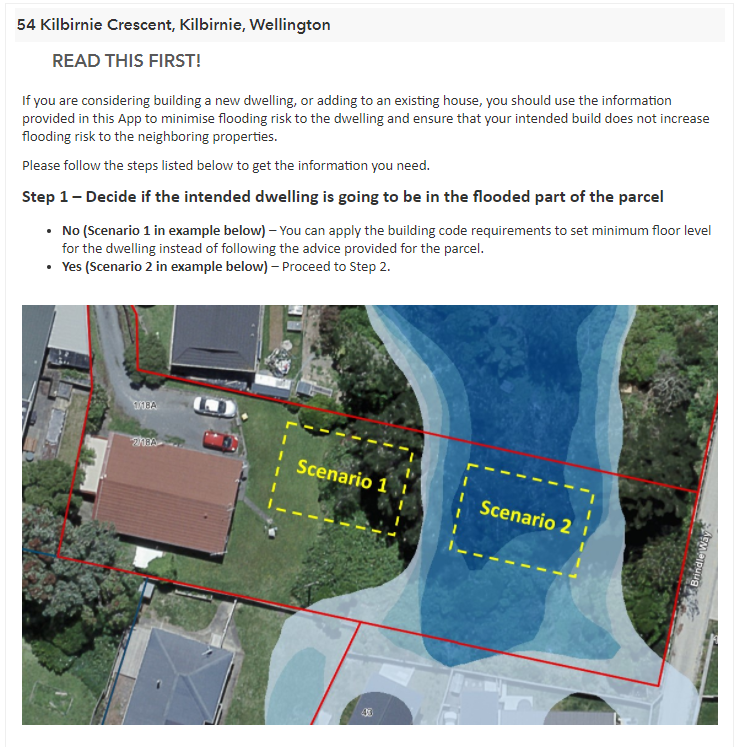 54 Kilbirnie Crescent, Kilbirnie, Wellington
READ THIS FIRST!
If you are considering building a new dwelling, or adding to an existing house, you should use the information
provided in this App to minimise flooding risk to the dwelling and ensure that your intended build does not increase
flooding risk to the neighboring properties.
Please follow the steps listed below to get the information you need.
Step 1 – Decide if the intended dwelling is going to be in the flooded part of the parcel
• No (Scenario 1 in example below) – You can apply the building code requirements to set minimum floor level
for the dwelling instead of following the advice provided for the parcel.
• Yes (Scenario 2 in example below) – Proceed to Step 2.
1/18A
2/18A
Scenario 1
Scenario 2
Brindle Way
43